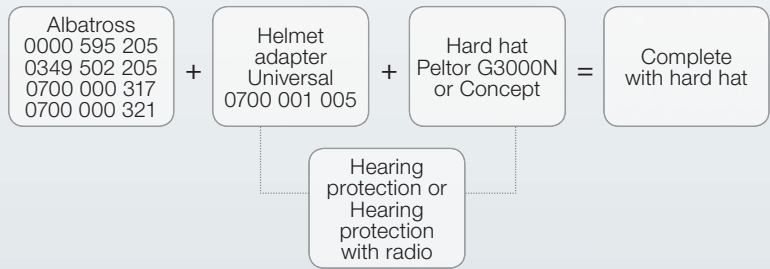 Albatross
0000 595 205
0349 502 205
0700 000 317
0700 000 321
+
Helmet
adapter
Universal
0700 001 005
+
Hard hat
Peltor G3000N
or Concept
=
Complete
with hard hat
Hearing
protection or
Hearing
protection
with radio